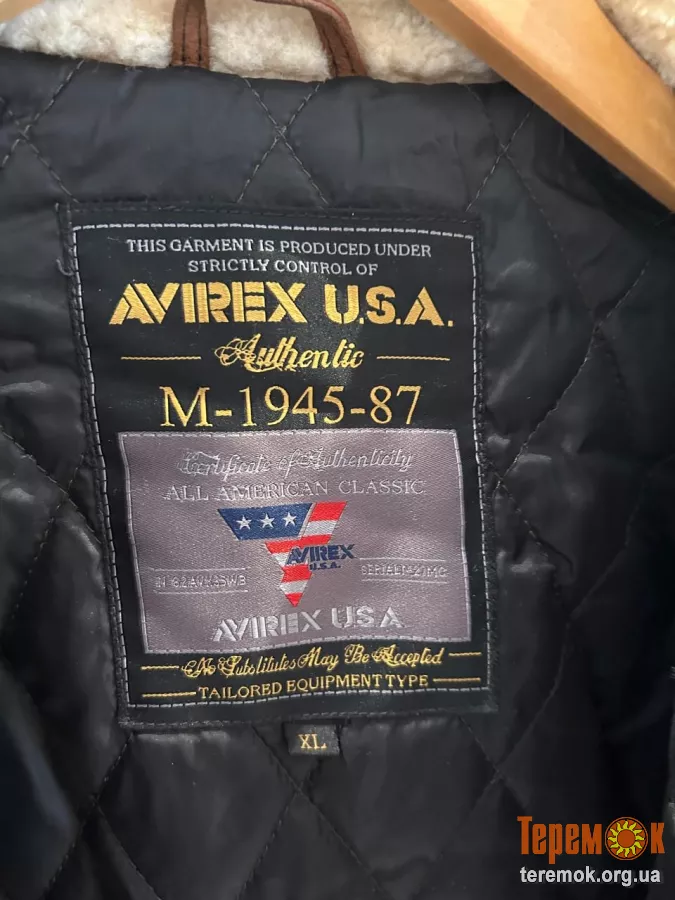 THIS GARMENT IS PRODUCED UNDER
STRICTLY CONTROL OF
AVIREX U.S.A.
Authentic
M-1945-87
Certificate of Authenticity
ALL AMERICAN CLASSIC
AVIREX
U.S.A.
AVIREX U.S.A
No Substitutes May Be Accepted
TAILORED EQUIPMENT TYPE
XL
Теремок
teremok.org.ua